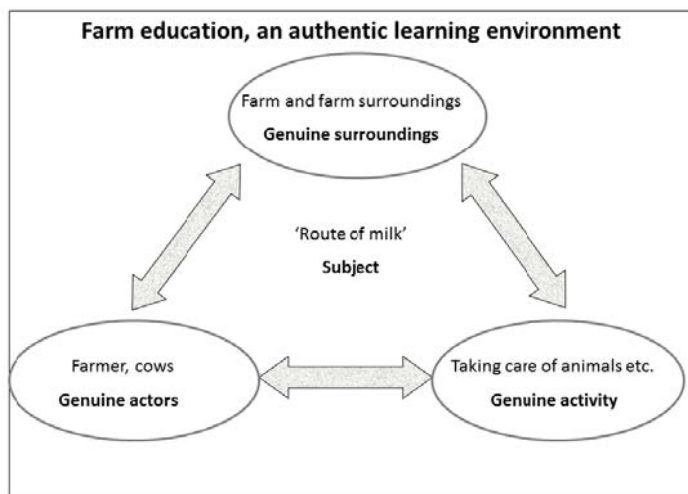 Farm education, an authentic learning environment
Farm and farm surroundings
Genuine surroundings
'Route of milk'
Subject
Farmer, cows
Genuine actors
Taking care of animals etc.
Genuine activity